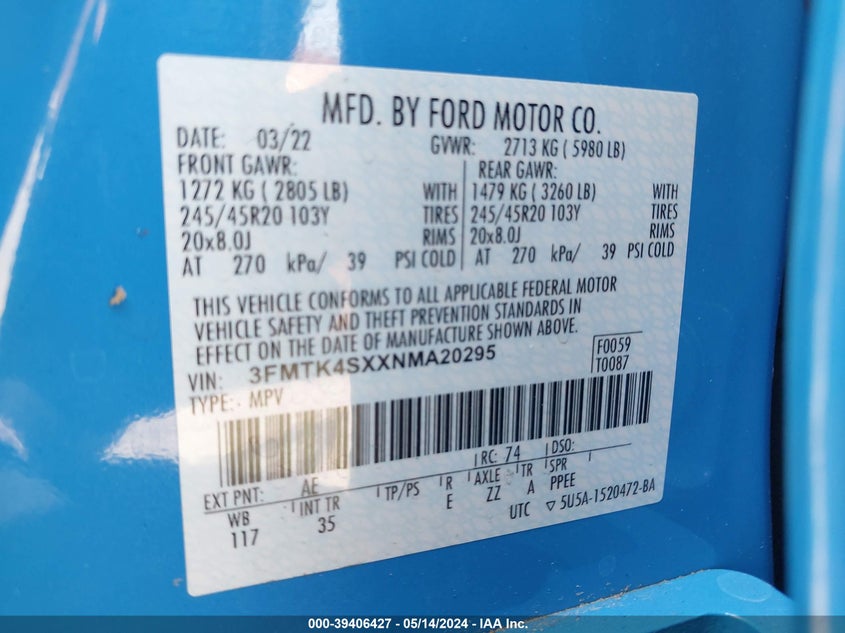 MFD. BY FORD MOTOR CO.
DATE: 03/22 GVWR: 2713 KG ( 5980 LB)
FRONT GAWR: REAR GAWR:
1272 KG ( 2805 LB) WITH 1479 KG ( 3260 LB) WITH
245/45R20 103Y TIRES 245/45R20 103Y TIRES
20x8.0J RIMS 20x8.0J RIMS
AT 270 kPa/ 39 PSI COLD AT 270 kPa/ 39 PSI COLD
THIS VEHICLE CONFORMS TO ALL APPLICABLE FEDERAL MOTOR
VEHICLE SAFETY AND THEFT PREVENTION STANDARDS IN
EFFECT ON THE DATE OF MANUFACTURE SHOWN ABOVE.
VIN: 3FMTK4SXXNMA20295 F0059
TYPE: MPV T0087
EXT PNT: AE RC: 74 DSO:
WB INT TR TP/PS R AXLE TR SPR
117 35 E ZZ A PPEE
UTC ▽ 5U5A-1520472-BA
000-39406427 - 05/14/2024 - IAA Inc.